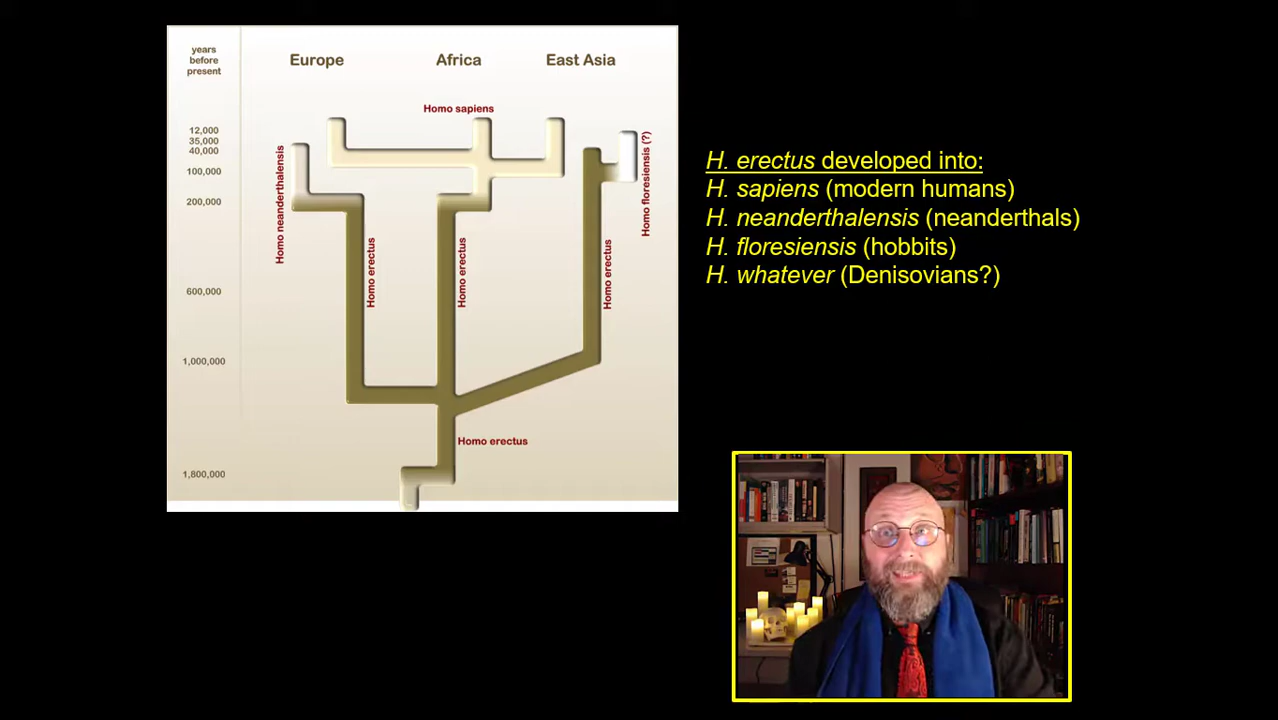 years
before
present
Europe
Africa
East Asia
Homo sapiens
12,000
35,000
40,000
100,000
200,000
600,000
1,000,000
1,800,000
Homo neanderthalensis
Homo erectus
Homo erectus
Homo erectus
Homo floresiensis (?)
Homo erectus
H. erectus developed into:
H. sapiens (modern humans)
H. neanderthalensis (neanderthals)
H. floresiensis (hobbits)
H. whatever (Denisovians?)